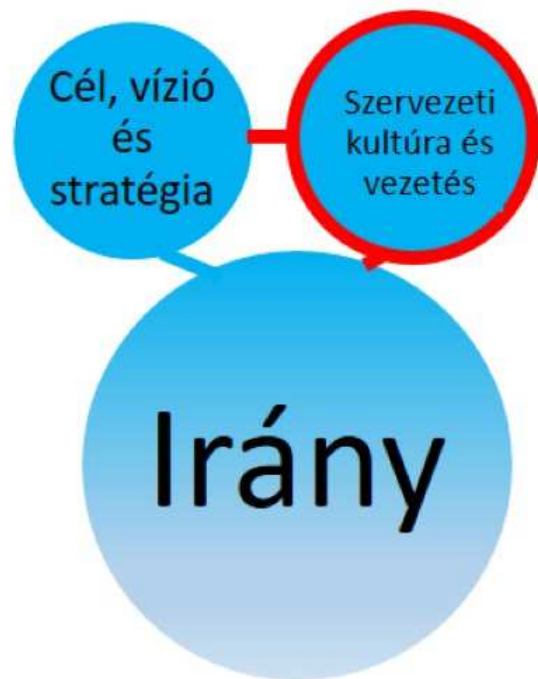 Cél, vízió
és
stratégia
Szervezeti
kultúra és
vezetés
Irány